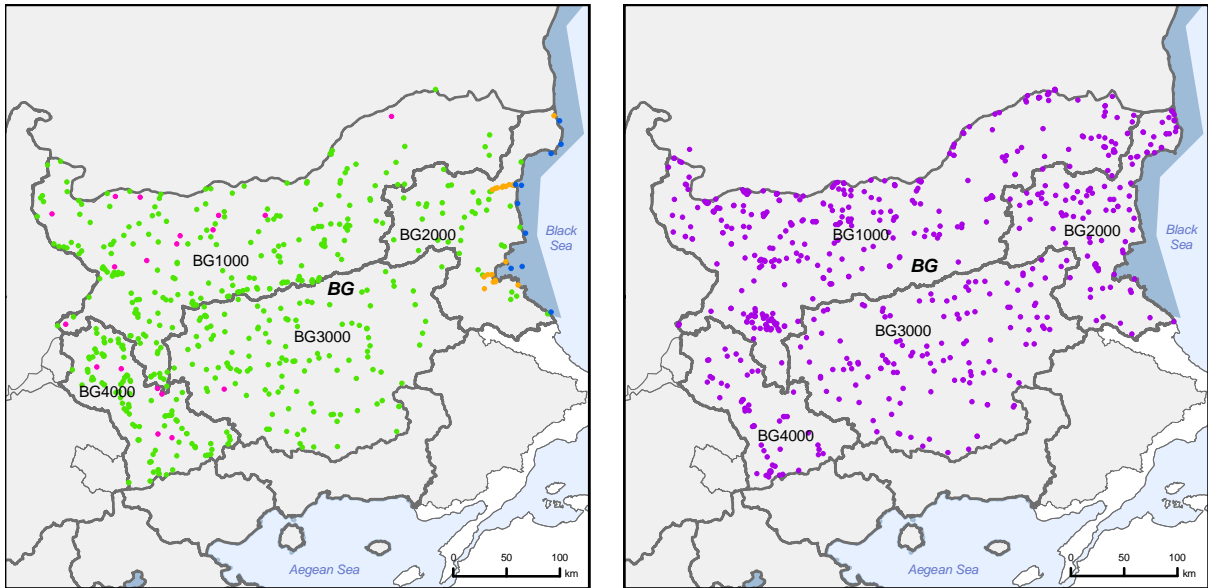 BG2000
Black
Sea
BG1000
BG
BG3000
BG4000
0 50 100
km
Aegean Sea
BG2000
Black
Sea
BG1000
BG
BG3000
BG4000
0 50 100
km
Aegean Sea